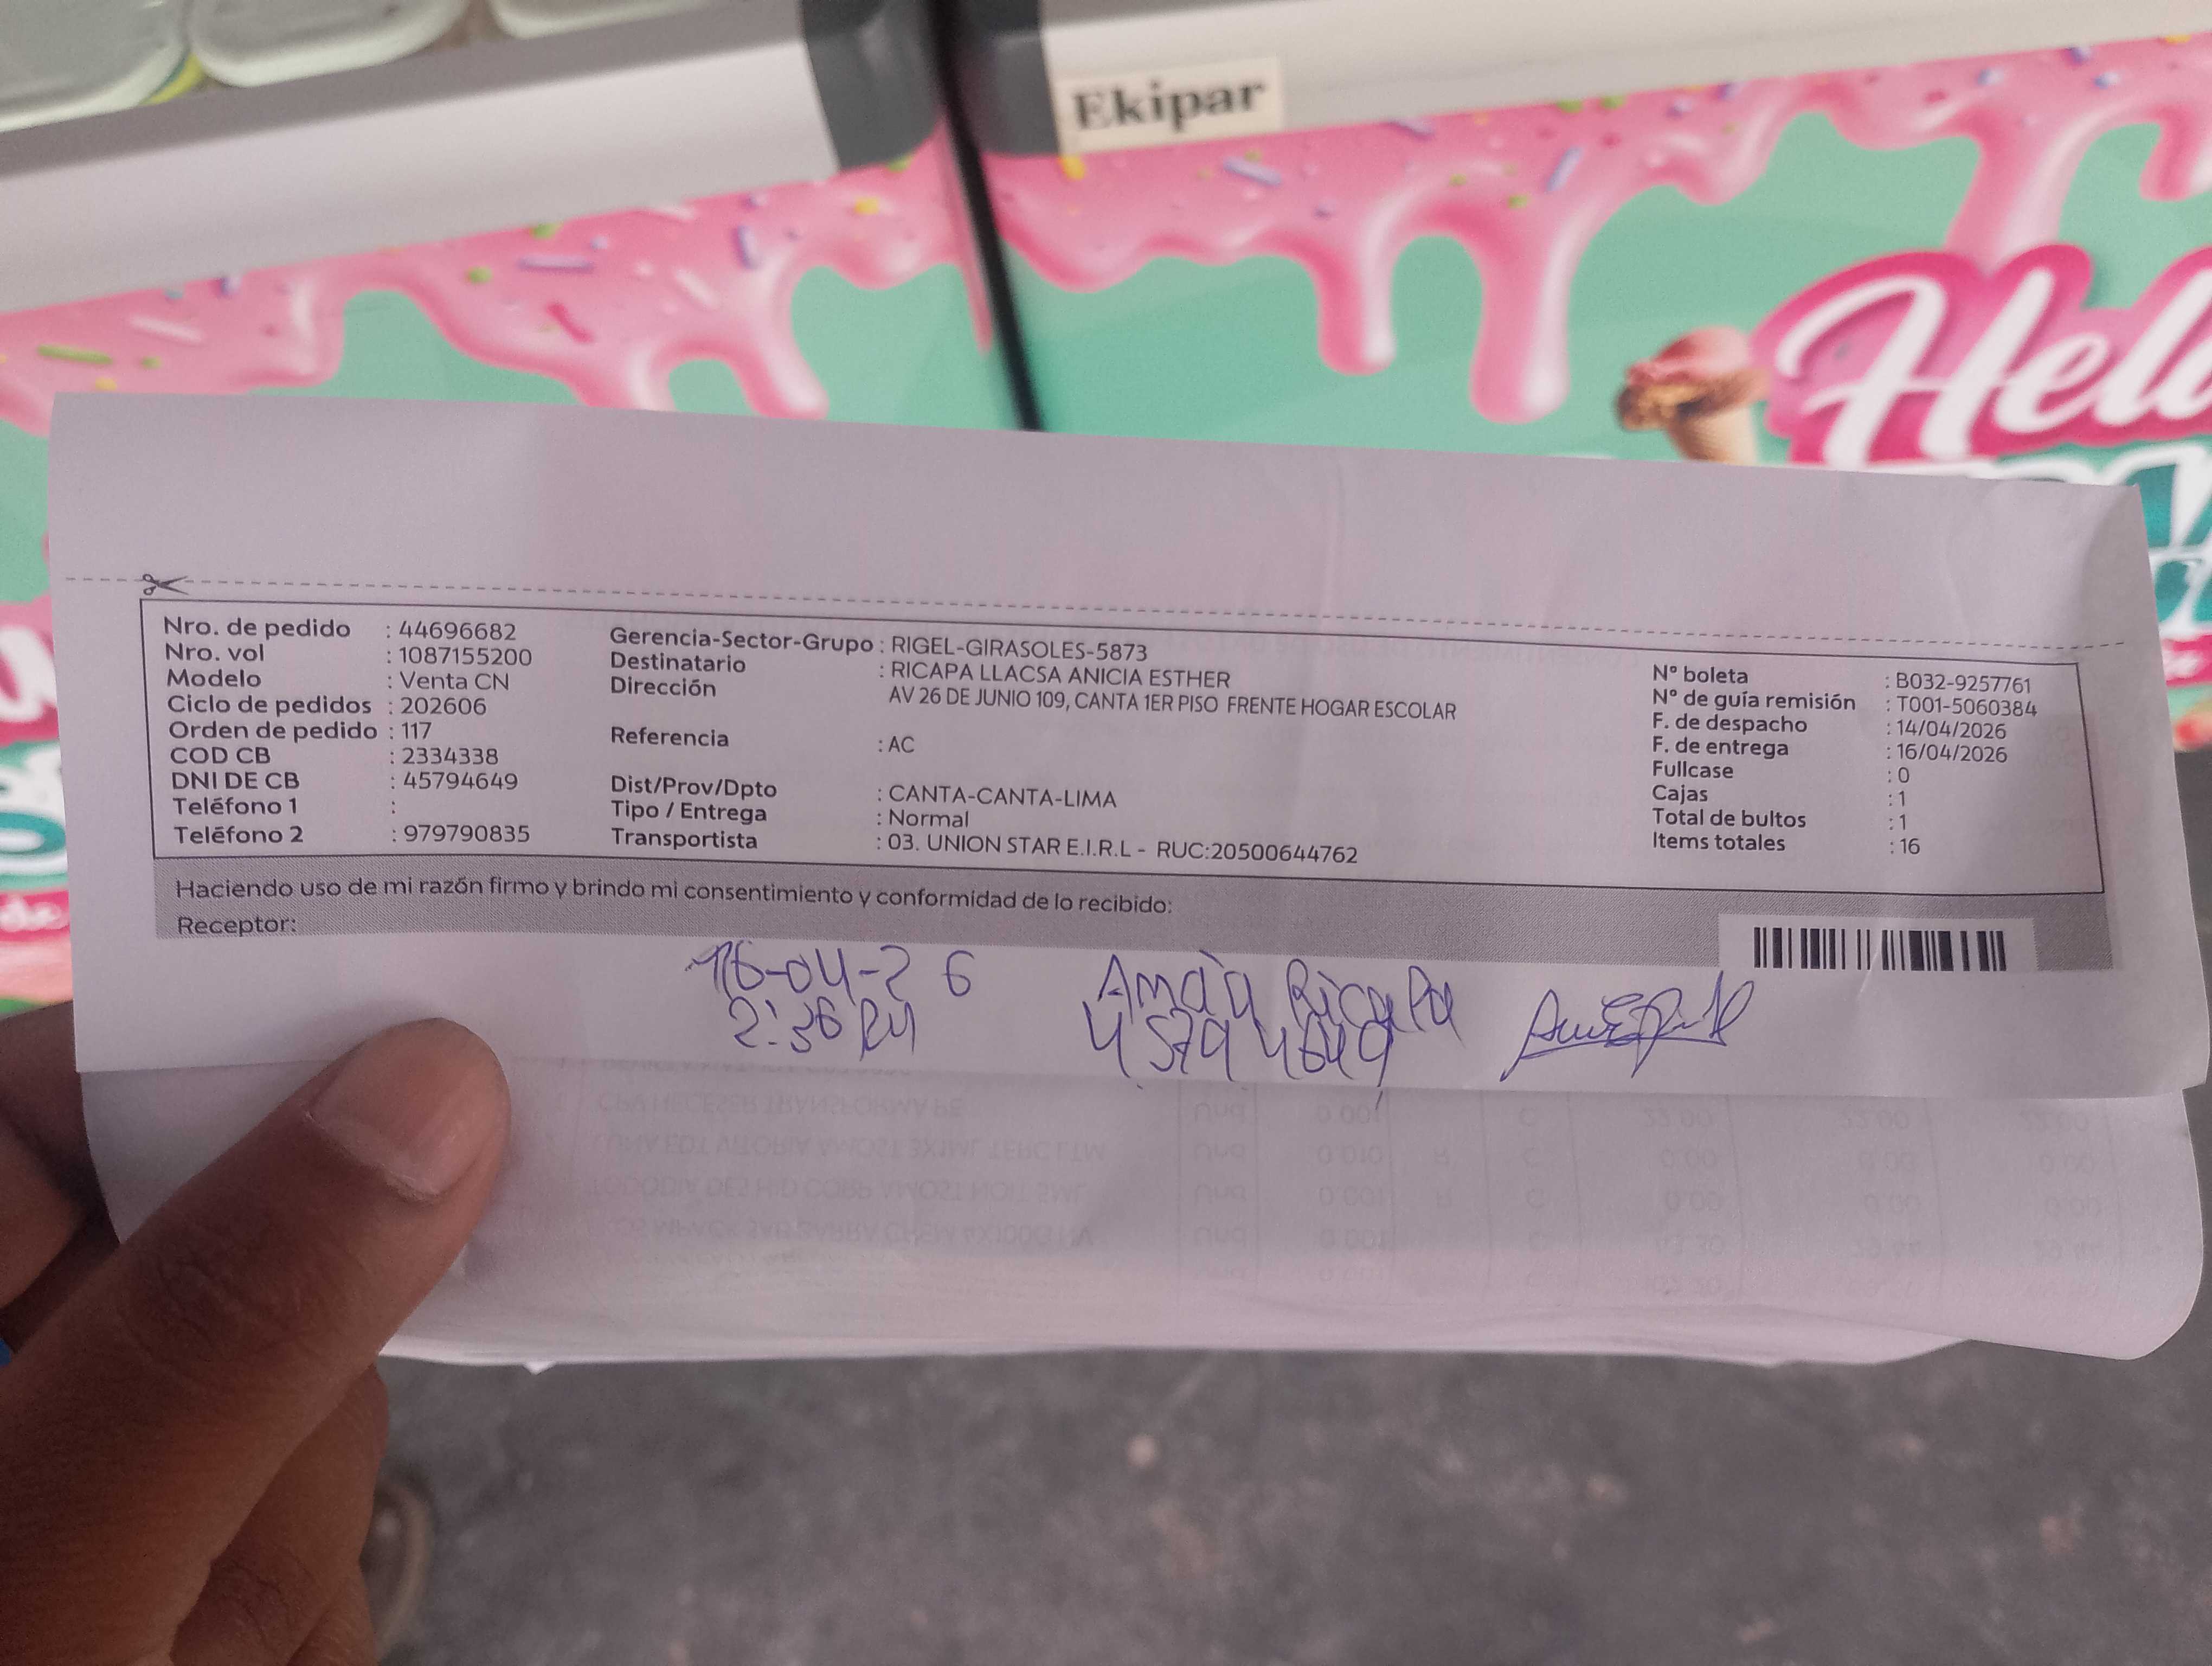 Ekipar
Hel
Nro. de pedido : 44696682
Nro. vol : 1087155200
Modelo : Venta CN
Ciclo de pedidos : 202606
Orden de pedido : 117
COD CB : 2334338
DNI DE CB : 45794649
Teléfono 1 :
Teléfono 2 : 979790835
Gerencia-Sector-Grupo : RIGEL-GIRASOLES-5873
Destinatario : RICAPA LLACSA ANICIA ESTHER
Dirección AV 26 DE JUNIO 109, CANTA 1ER PISO FRENTE HOGAR ESCOLAR
Referencia : AC
Dist/Prov/Dpto : CANTA-CANTA-LIMA
Tipo / Entrega : Normal
Transportista : 03. UNION STAR E.I.R.L - RUC:20500644762
Nº boleta : B032-9257761
Nº de guía remisión : T001-5060384
F. de despacho : 14/04/2026
F. de entrega : 16/04/2026
Fullcase : 0
Cajas : 1
Total de bultos : 1
Items totales : 16
Haciendo uso de mi razón firmo y brindo mi consentimiento y conformidad de lo recibido:
Receptor:
16-04-26
2:36
Ricapa
45794649